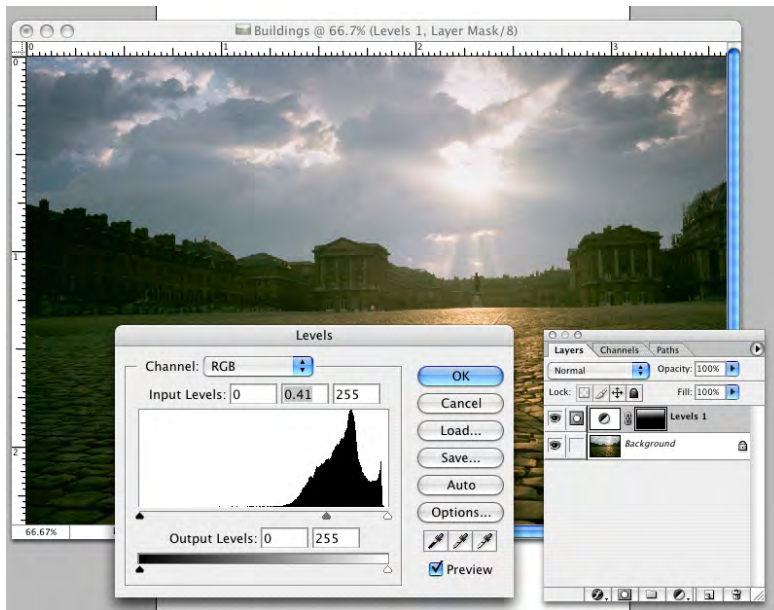 Buildings @ 66.7% (Levels 1, Layer Mask/8)
0 1 2 3
0
1
2
66.67%
Levels
Channel: RGB
Input Levels: 0 0.41 255
Output Levels: 0 255
OK
Cancel
Load...
Save...
Auto
Options...
Preview
Layers Channels Paths
Normal Opacity: 100%
Lock: Fill: 100%
Levels 1
Background